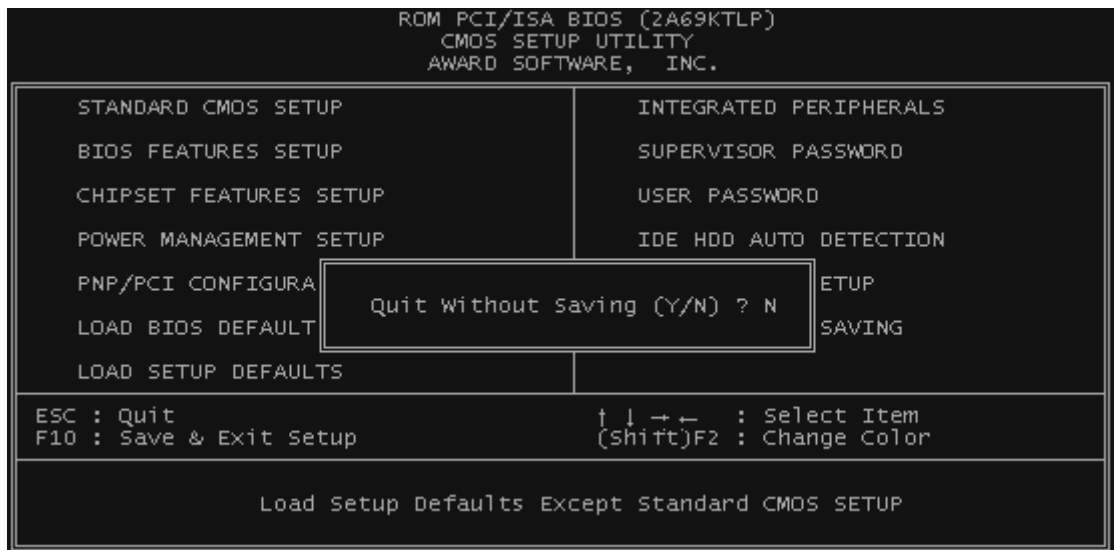 ROM PCI/ISA BIOS (2A69KTLP)
CMOS SETUP UTILITY
AWARD SOFTWARE, INC.
STANDARD CMOS SETUP
BIOS FEATURES SETUP
CHIPSET FEATURES SETUP
POWER MANAGEMENT SETUP
PNP/PCI CONFIGURA
LOAD BIOS DEFAULT
LOAD SETUP DEFAULTS
INTEGRATED PERIPHERALS
SUPERVISOR PASSWORD
USER PASSWORD
IDE HDD AUTO DETECTION
ETUP
SAVING
Quit Without Saving (Y/N) ? N
ESC : Quit
F10 : Save & Exit Setup
↑ ↓ → ← : Select Item
(Shift)F2 : Change Color
Load Setup Defaults Except Standard CMOS SETUP